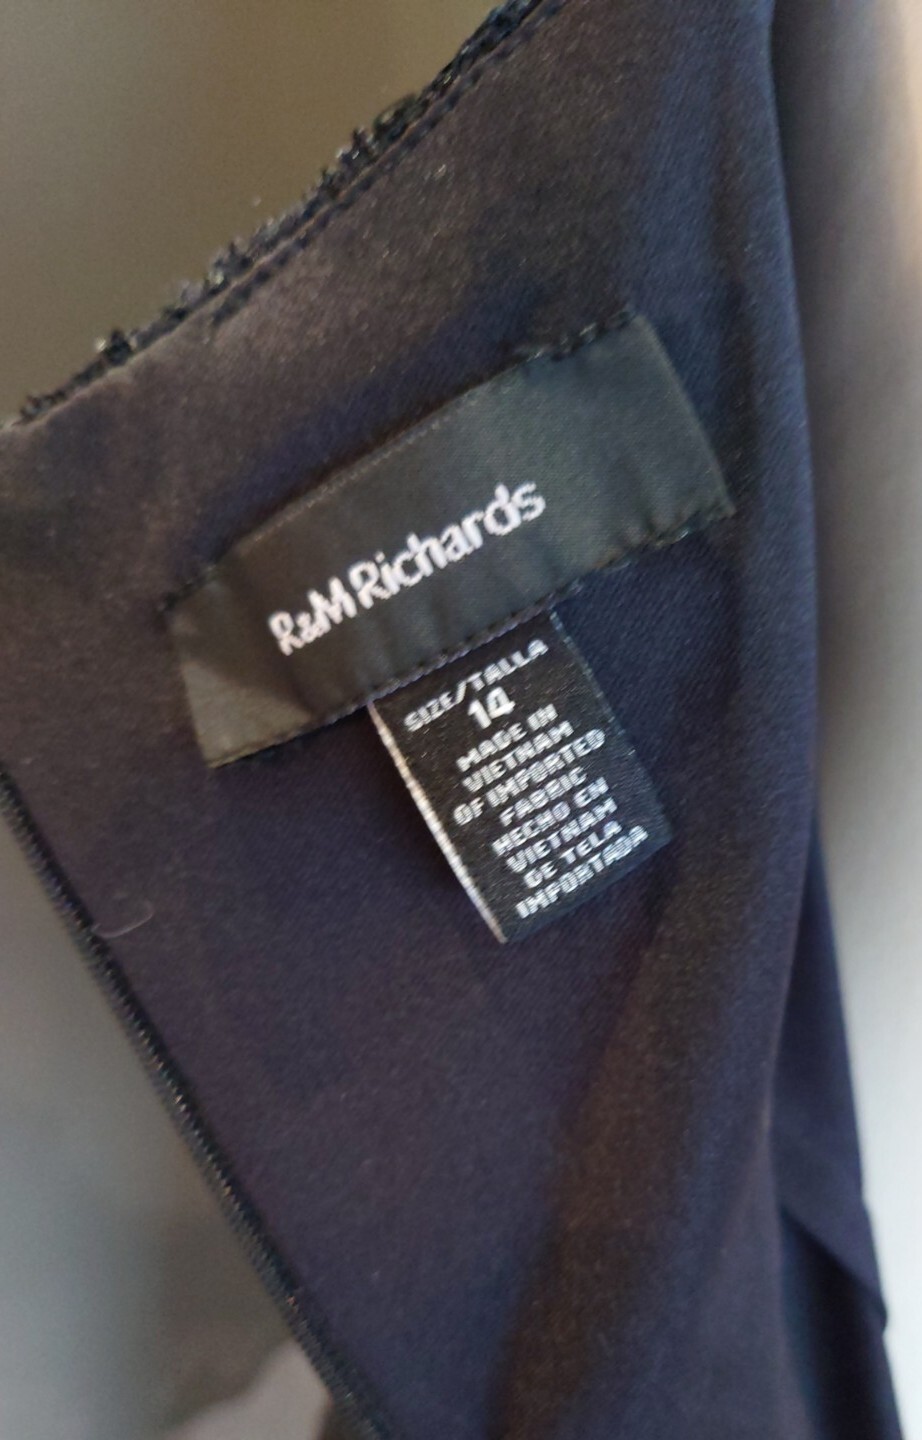 R&M Richards
SIZE/TALLA
14
MADE IN
VIETNAM
OF IMPORTED
FABRIC
HECHO EN
VIETNAM
DE TELA
IMPORTADA